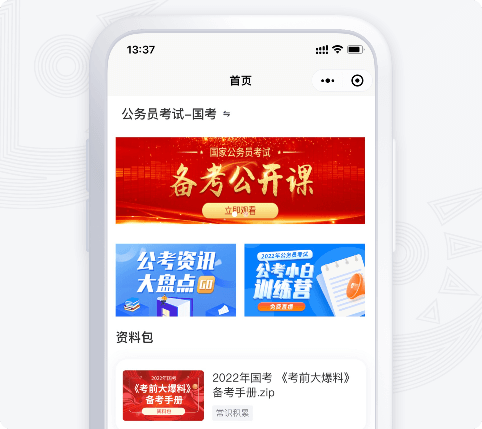 13:37
首页
公务员考试-国考
国家公务员考试
备考公开课
立即观看
公考资讯
大盘点
GO
2022年公务员考试
公考小白
训练营
免费直播
资料包
2022年国考
《考前大爆料》
备考手册
资料包
2022年国考 《考前大爆料》
备考手册.zip
常识积累